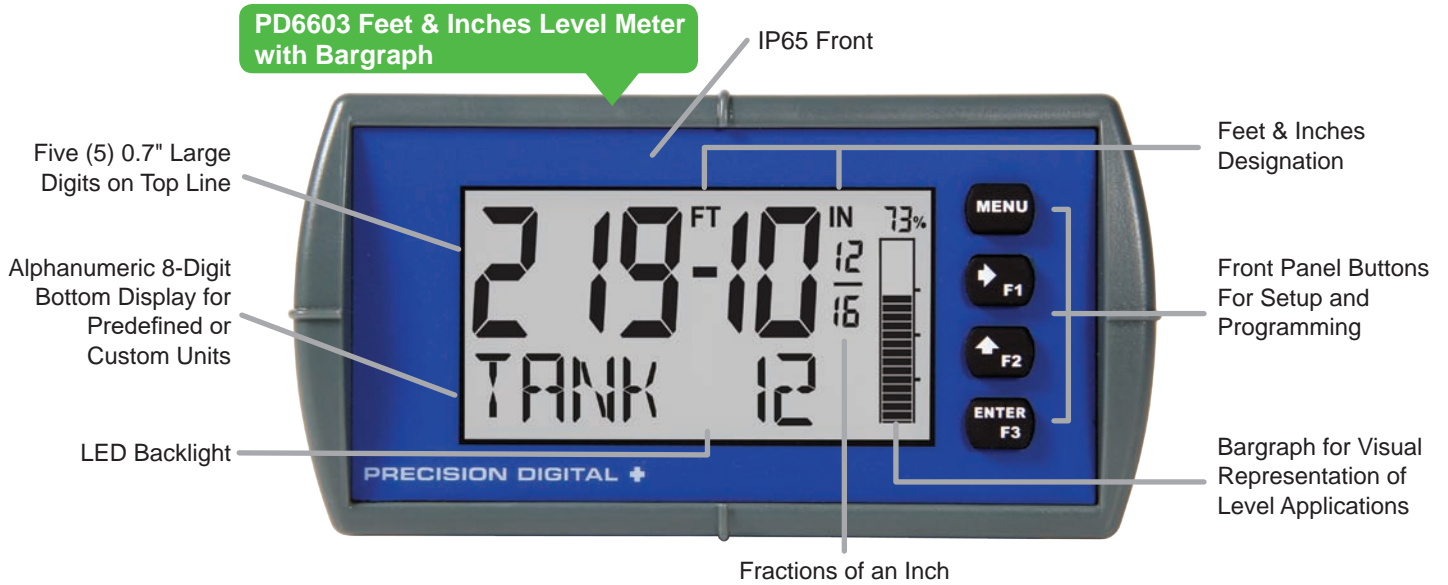 PD6603 Feet & Inches Level Meter
with Bargraph
IP65 Front
Five (5) 0.7" Large
Digits on Top Line
Alphanumeric 8-Digit
Bottom Display for
Predefined or
Custom Units
LED Backlight
219 FT -10 IN 12/16
73%
TANK 12
PRECISION DIGITAL
MENU
F1
F2
ENTER
F3
Feet & Inches
Designation
Front Panel Buttons
For Setup and
Programming
Bargraph for Visual
Representation of
Level Applications
Fractions of an Inch